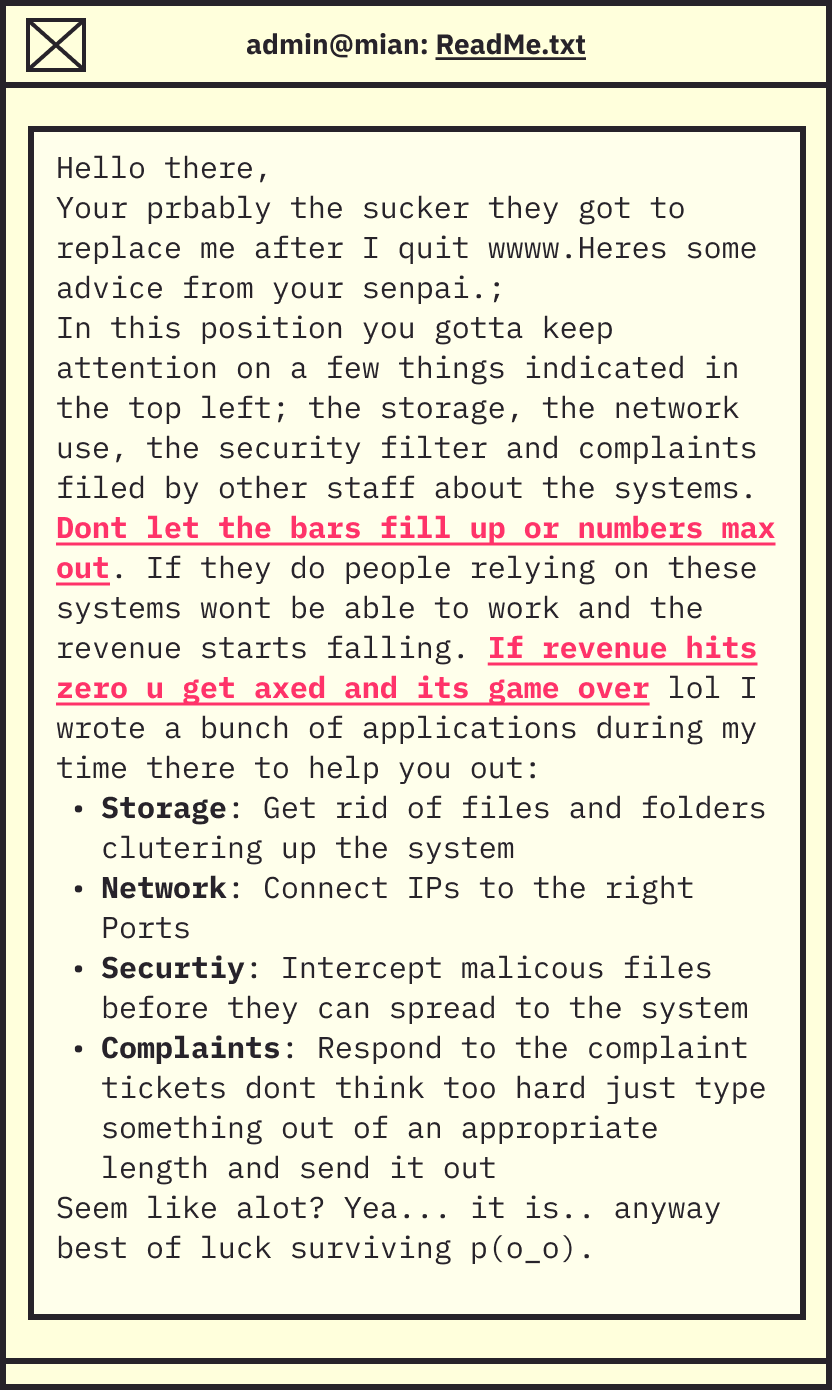 admin@mian: ReadMe.txt
Hello there,
Your prbably the sucker they got to
replace me after I quit wwww.Heres some
advice from your senpai.;
In this position you gotta keep
attention on a few things indicated in
the top left; the storage, the network
use, the security filter and complaints
filed by other staff about the systems.
Dont let the bars fill up or numbers max
out. If they do people relying on these
systems wont be able to work and the
revenue starts falling. If revenue hits
zero u get axed and its game over lol I
wrote a bunch of applications during my
time there to help you out:
• Storage: Get rid of files and folders
clutering up the system
• Network: Connect IPs to the right
Ports
• Securtiy: Intercept malicous files
before they can spread to the system
• Complaints: Respond to the complaint
tickets dont think too hard just type
something out of an appropriate
length and send it out
Seem like alot? Yea... it is.. anyway
best of luck surviving p(o_o).